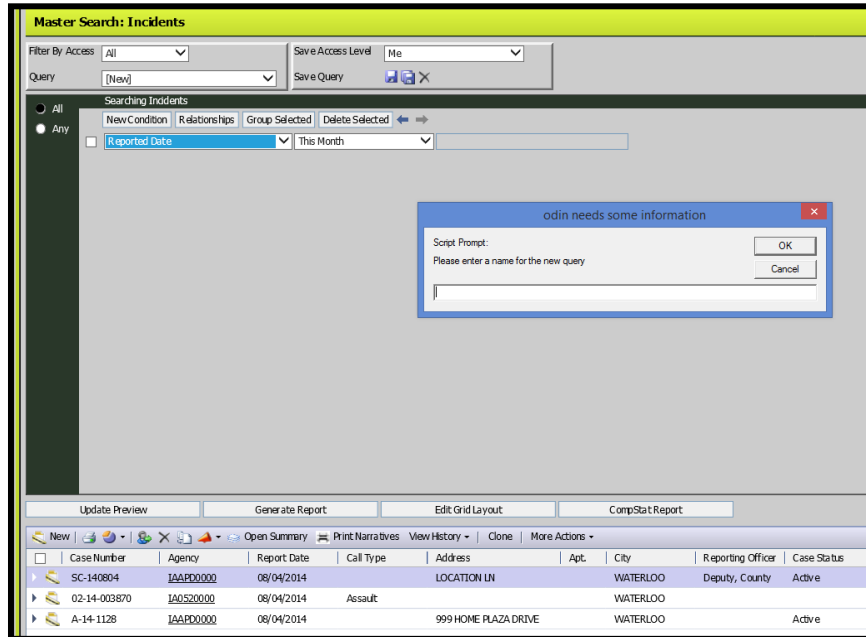 Master Search: Incidents
Filter By Access All Save Access Level Me
Query [New] Save Query
Searching Incidents
All
New Condition Relationships Group Selected Delete Selected
Any
Reported Date This Month
odin needs some information
Script Prompt:
OK
Please enter a name for the new query
Cancel
Update Preview Generate Report Edit Grid Layout CompStat Report
New Open Summary Print Narratives View History Clone More Actions
Case Number Agency Report Date Call Type Address Apt. City Reporting Officer Case Status
SC-140804 IAAPD0000 08/04/2014 LOCATION LN WATERLOO Deputy, County Active
02-14-003870 IA0520000 08/04/2014 Assault WATERLOO
A-14-1128 IAAPD0000 08/04/2014 999 HOME PLAZA DRIVE WATERLOO Active